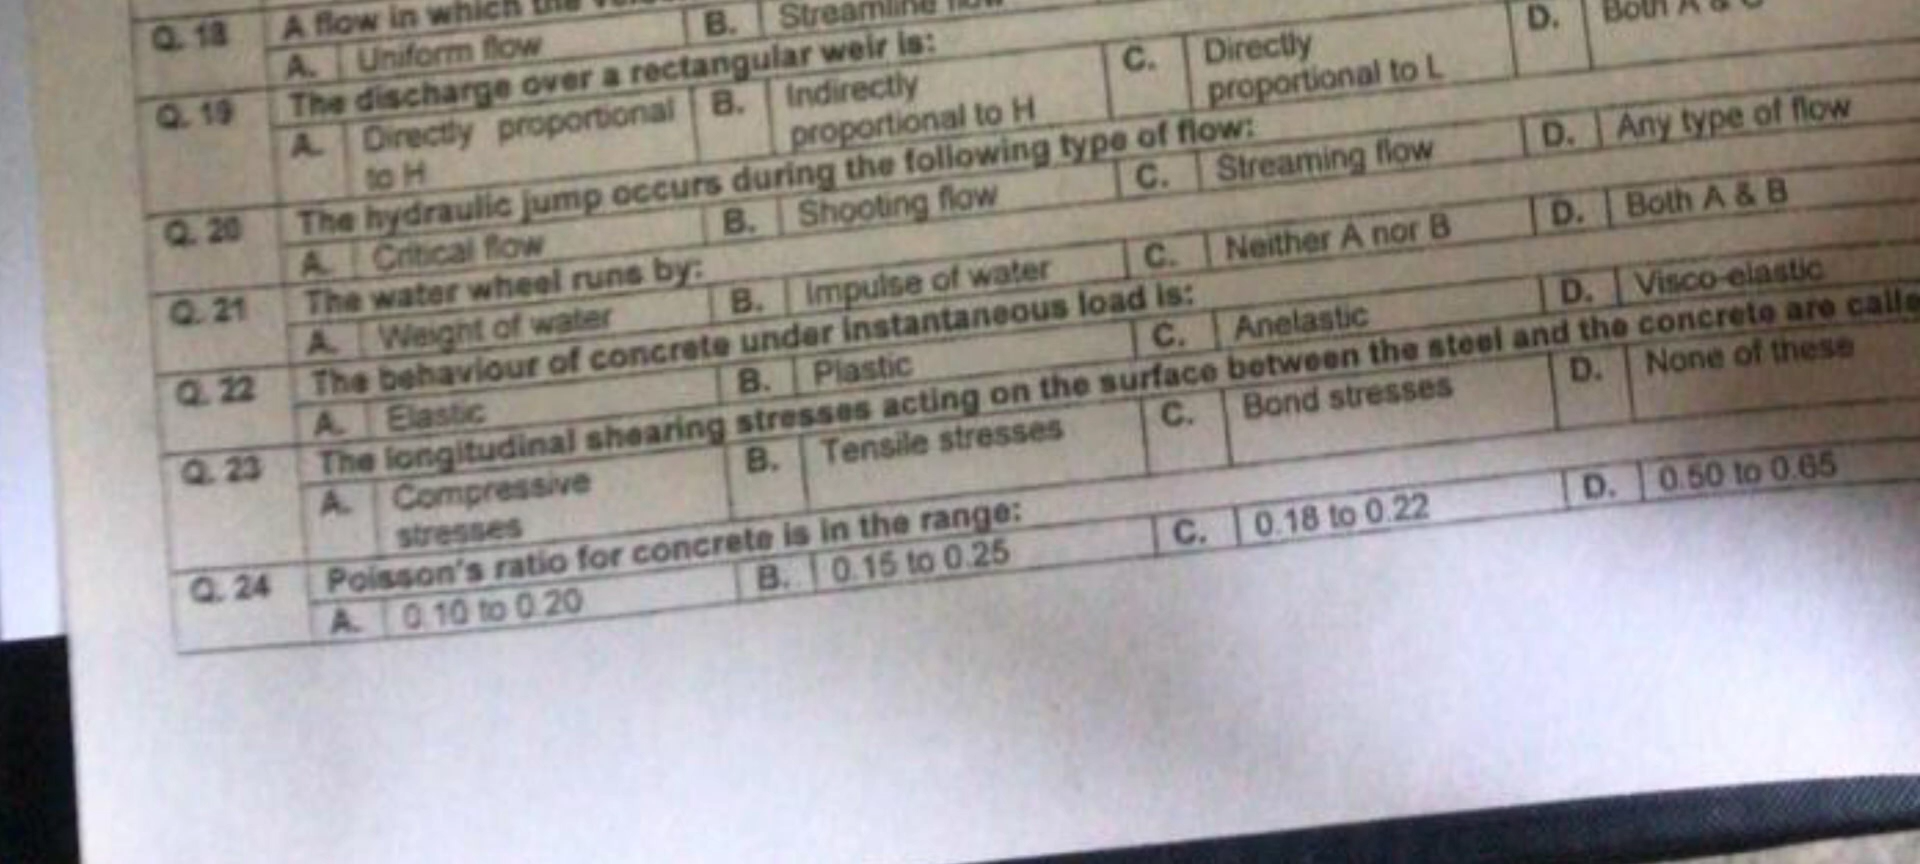 Q. 18 A flow in which the
A. Uniform flow B. Streamline flow
D. Both A & C
Q. 19 The discharge over a rectangular weir is:
A. Directly proportional to H B. Indirectly proportional to H C. Directly proportional to L
Q. 20 The hydraulic jump occurs during the following type of flow:
A. Critical flow B. Shooting flow C. Streaming flow D. Any type of flow
Q. 21 The water wheel runs by:
A. Weight of water B. Impulse of water C. Neither A nor B D. Both A & B
Q. 22 The behaviour of concrete under instantaneous load is:
A. Elastic B. Plastic C. Anelastic D. Visco-elastic
Q. 23 The longitudinal shearing stresses acting on the surface between the steel and the concrete are calle
A. Compressive stresses B. Tensile stresses C. Bond stresses D. None of these
Q. 24 Poisson's ratio for concrete is in the range:
A. 0.10 to 0.20 B. 0.15 to 0.25 C. 0.18 to 0.22 D. 0.50 to 0.65